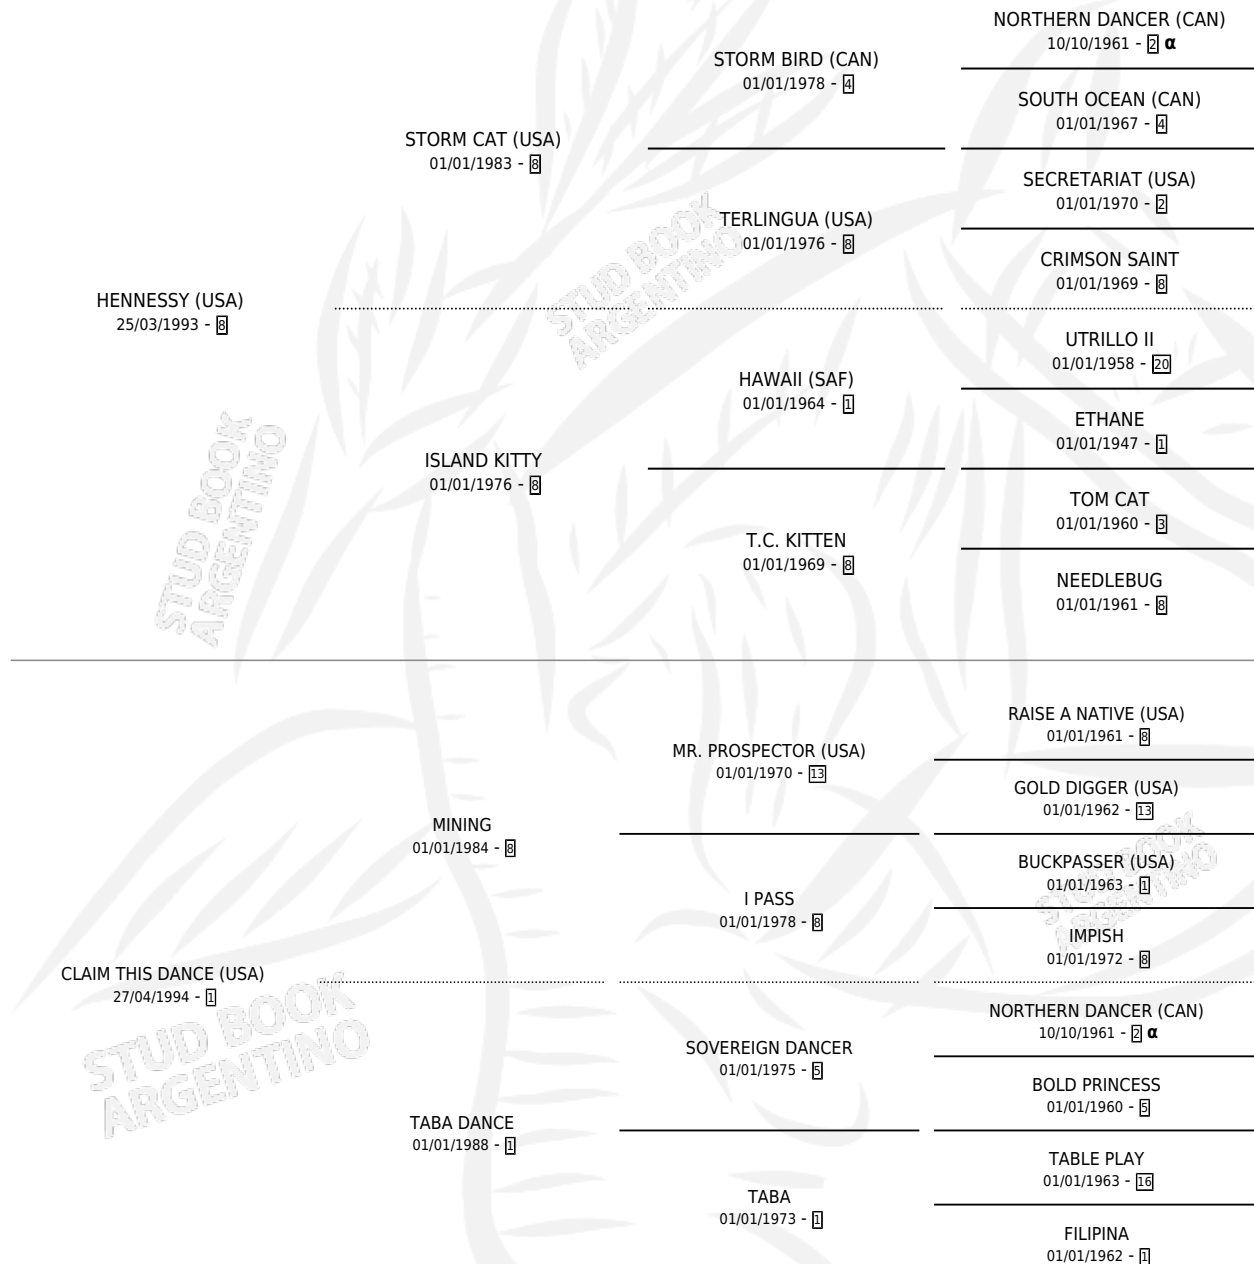 NORTHERN DANCER (CAN)
10/10/1961 - 2 α
STORM BIRD (CAN)
01/01/1978 - 4
SOUTH OCEAN (CAN)
01/01/1967 - 4
STORM CAT (USA)
01/01/1983 - 8
SECRETARIAT (USA)
01/01/1970 - 2
TERLINGUA (USA)
01/01/1976 - 8
CRIMSON SAINT
01/01/1969 - 8
HENNESSY (USA)
25/03/1993 - 8
UTRILLO II
01/01/1958 - 20
HAWAII (SAF)
01/01/1964 - 1
ETHANE
01/01/1947 - 1
ISLAND KITTY
01/01/1976 - 8
TOM CAT
01/01/1960 - 3
T.C. KITTEN
01/01/1969 - 8
NEEDLEBUG
01/01/1961 - 8
RAISE A NATIVE (USA)
01/01/1961 - 8
MR. PROSPECTOR (USA)
01/01/1970 - 13
GOLD DIGGER (USA)
01/01/1962 - 13
MINING
01/01/1984 - 8
BUCKPASSER (USA)
01/01/1963 - 1
I PASS
01/01/1978 - 8
IMPISH
01/01/1972 - 8
CLAIM THIS DANCE (USA)
27/04/1994 - 1
NORTHERN DANCER (CAN)
10/10/1961 - 2 α
SOVEREIGN DANCER
01/01/1975 - 5
BOLD PRINCESS
01/01/1960 - 5
TABA DANCE
01/01/1988 - 1
TABLE PLAY
01/01/1963 - 16
TABA
01/01/1973 - 1
FILIPINA
01/01/1962 - 1
STUD BOOK
ARGENTINO
STUD BOOK
ARGENTINO
STUD BOOK
ARGENTINO
STUD BOOK
ARGENTINO